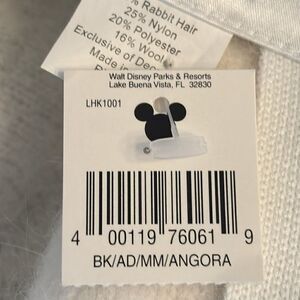 % Rabbit Hair
25% Nylon
20% Polyester
16% Wool
Exclusive of Dec
Made
Walt Disney Parks & Resorts
Lake Buena Vista, FL 32830
LHK1001
4 00119 76061 9
BK/AD/MM/ANGORA